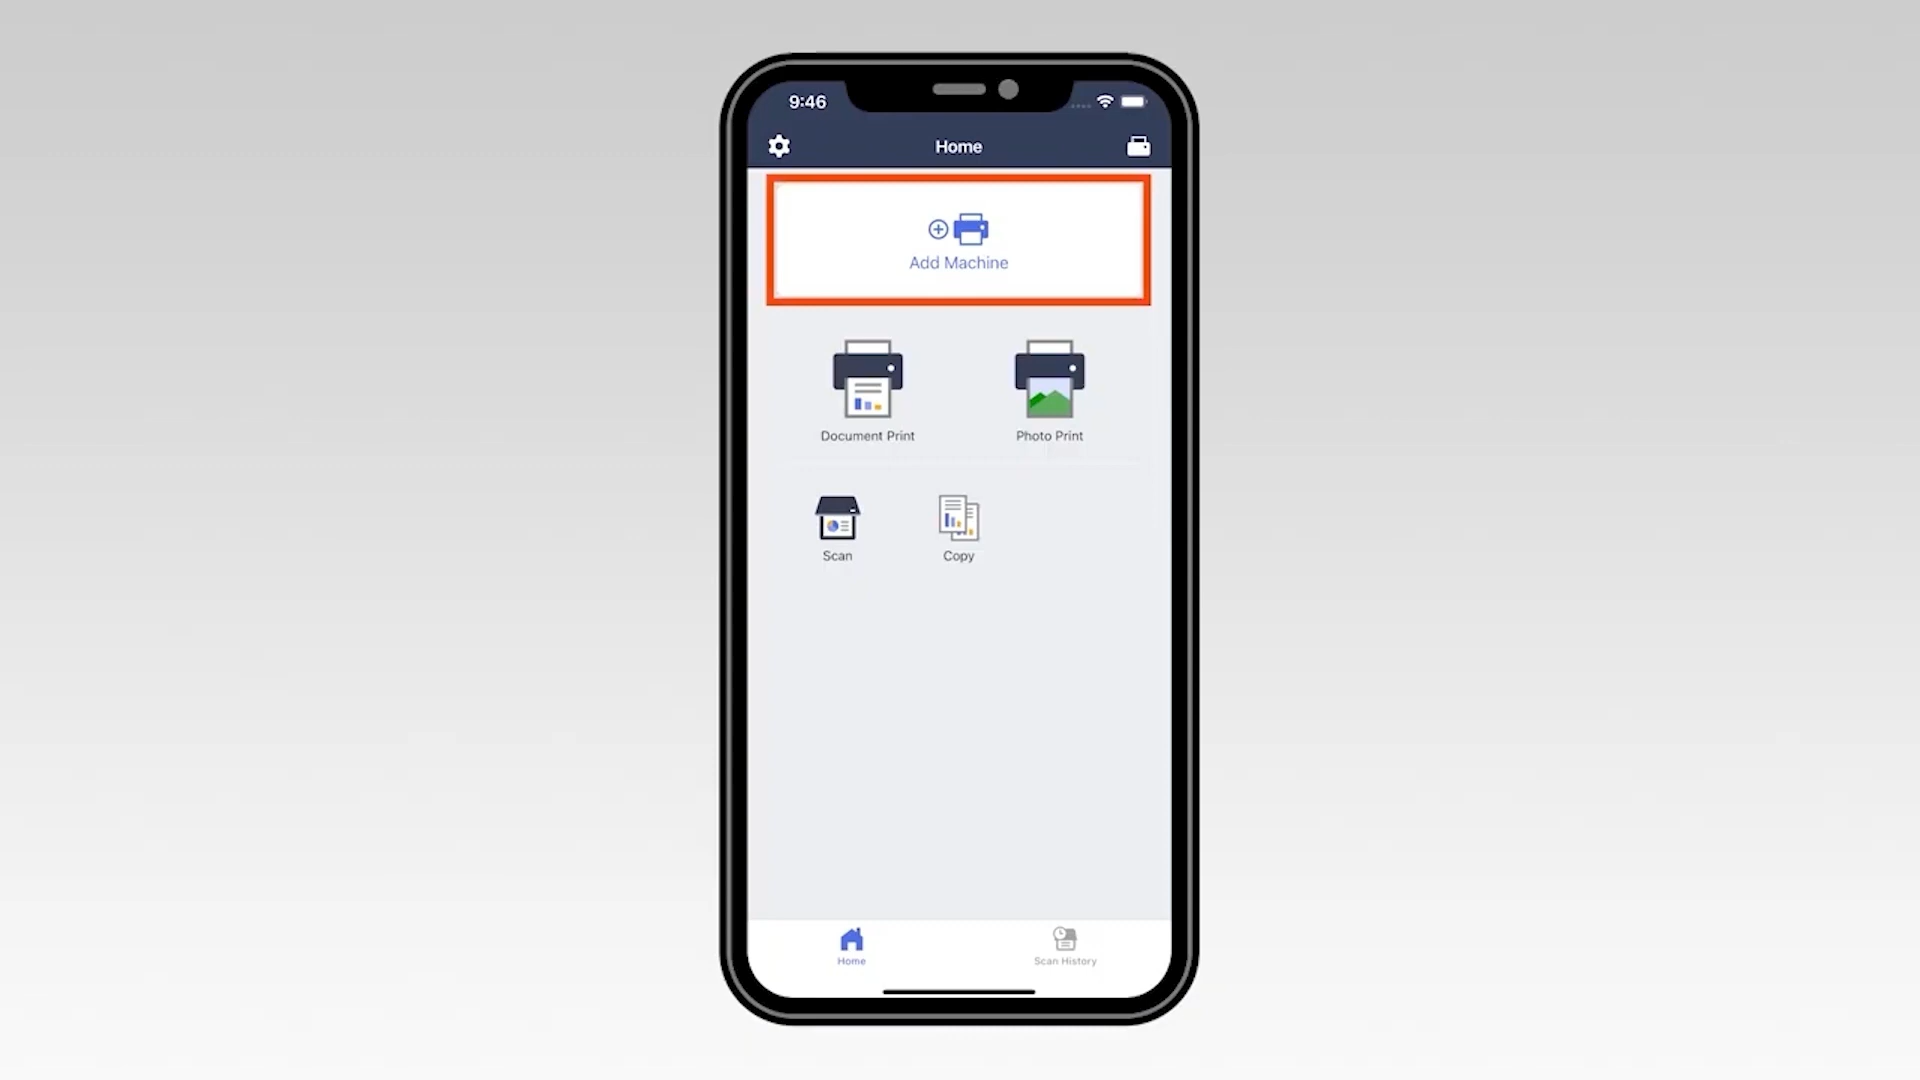 9:46
Home
Add Machine
Document Print
Photo Print
Scan
Copy
Home
Scan History